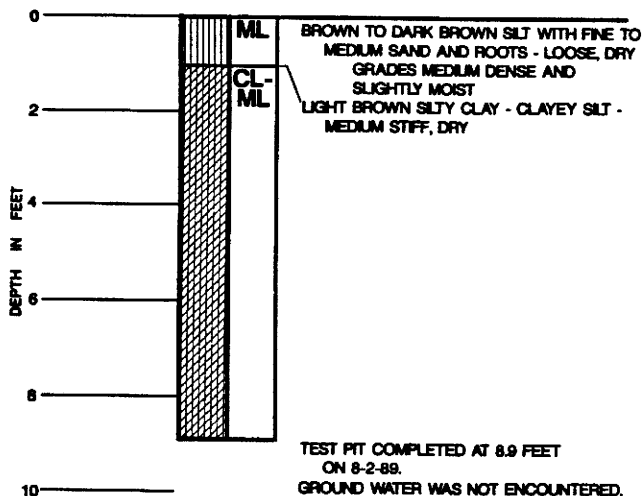 0
ML
BROWN TO DARK BROWN SILT WITH FINE TO
MEDIUM SAND AND ROOTS - LOOSE, DRY
GRADES MEDIUM DENSE AND
SLIGHTLY MOIST
CL-
ML
LIGHT BROWN SILTY CLAY - CLAYEY SILT -
MEDIUM STIFF, DRY
2
4
6
8
10
DEPTH IN FEET
TEST PIT COMPLETED AT 8.9 FEET
ON 8-2-89.
GROUND WATER WAS NOT ENCOUNTERED.